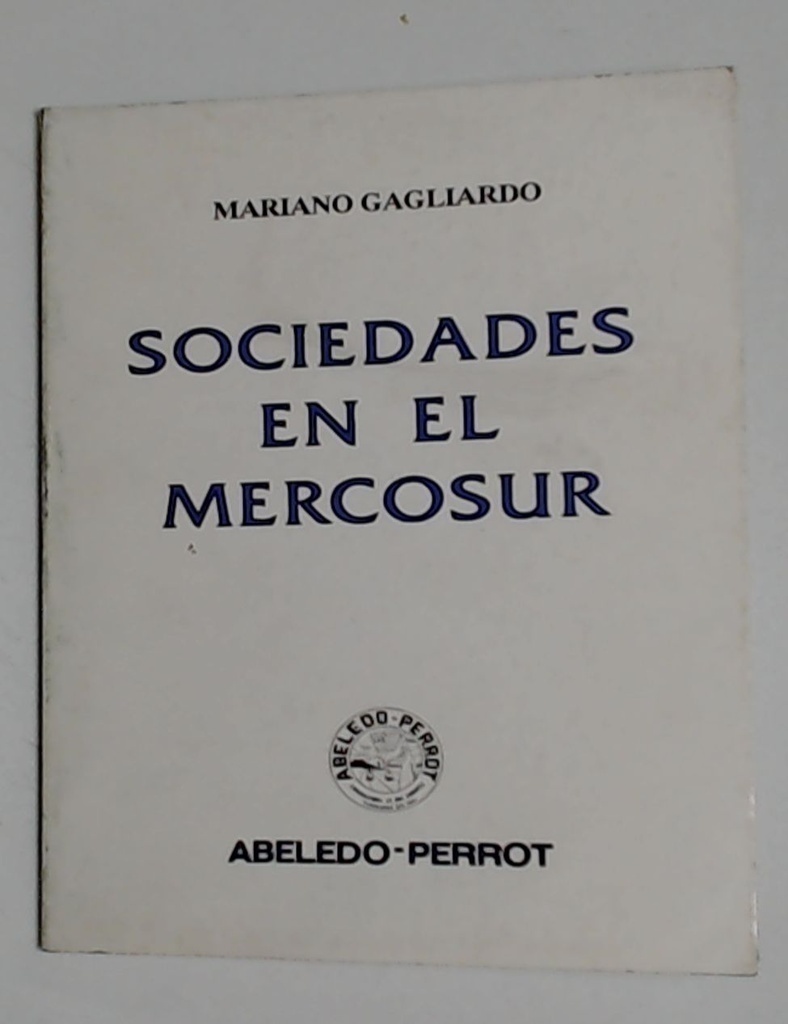 MARIANO GAGLIARDO
SOCIEDADES
EN EL
MERCOSUR
ABELEDO-PERROT
ABELEDO-PERROT